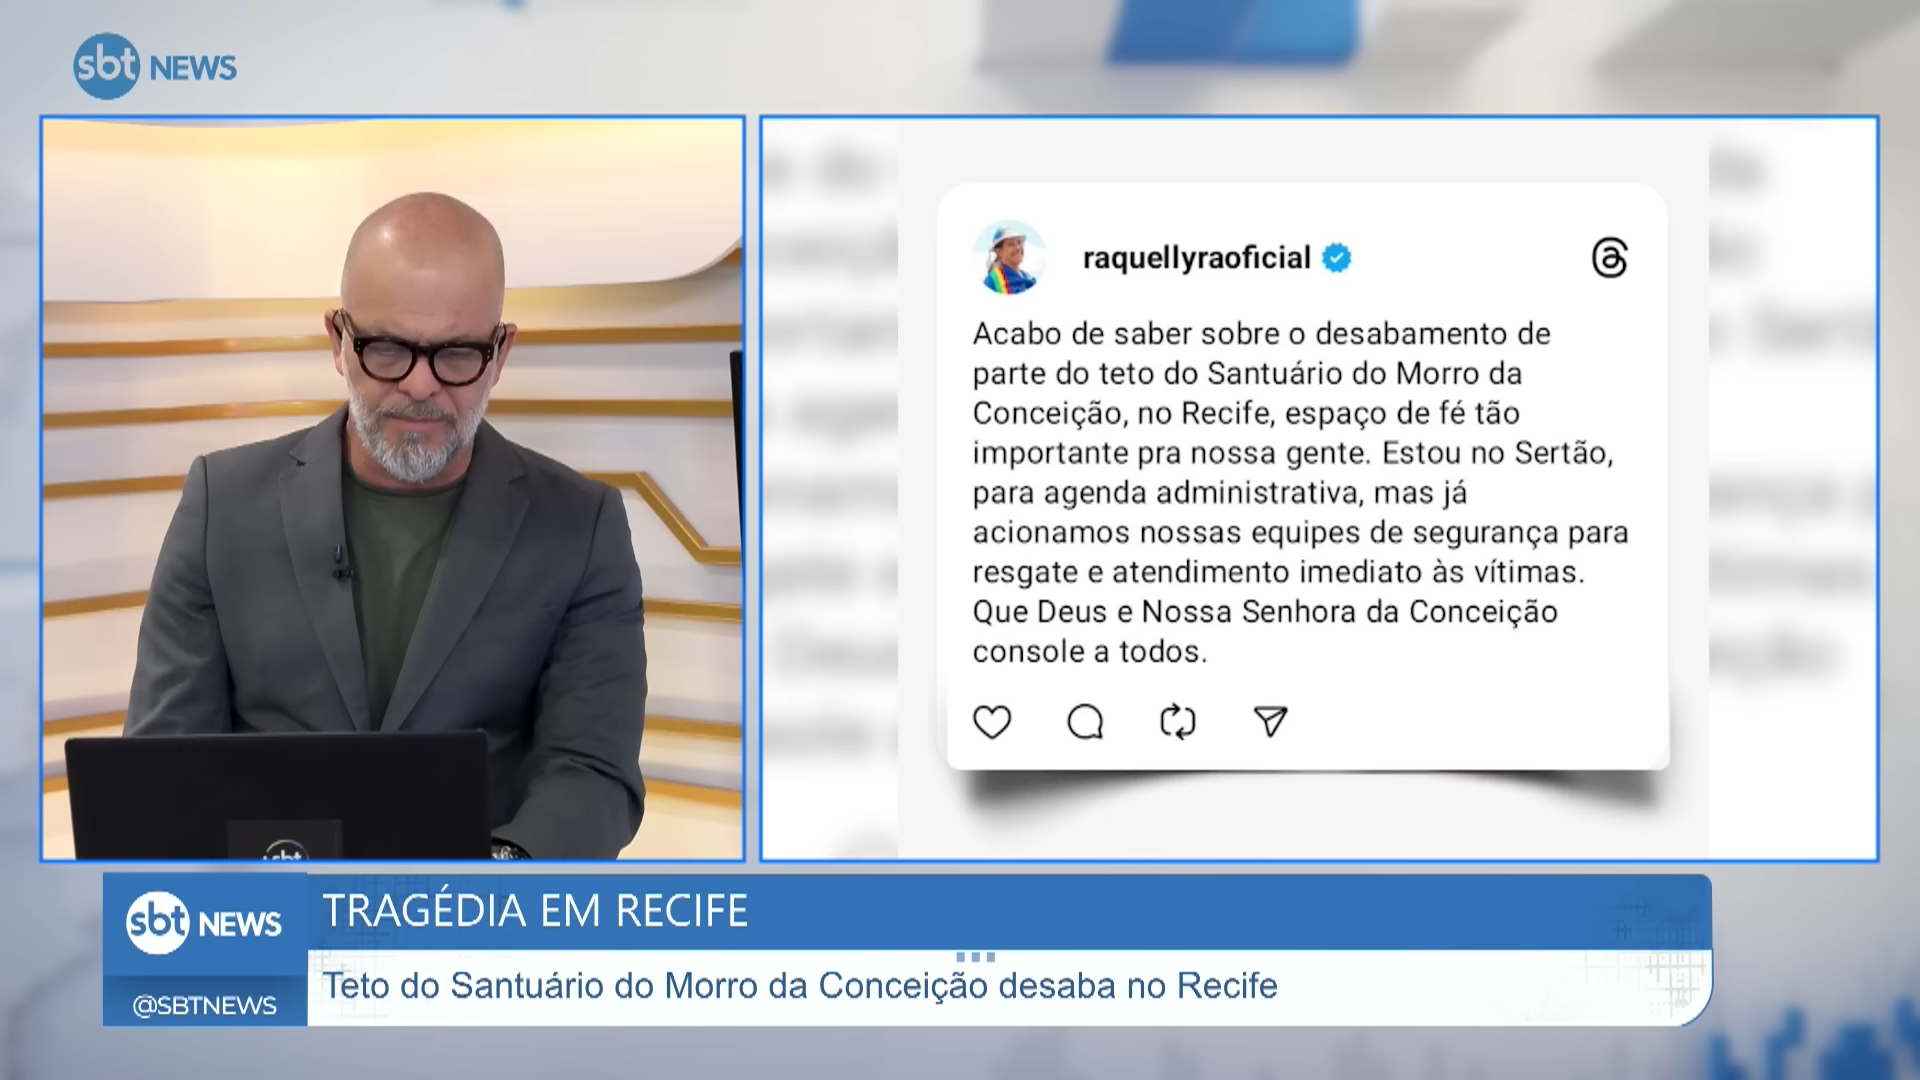 sbt NEWS
raquellyraoficial
Acabo de saber sobre o desabamento de
parte do teto do Santuário do Morro da
Conceição, no Recife, espaço de fé tão
importante pra nossa gente. Estou no Sertão,
para agenda administrativa, mas já
acionamos nossas equipes de segurança para
resgate e atendimento imediato às vítimas.
Que Deus e Nossa Senhora da Conceição
console a todos.
sbt
sbt NEWS
@SBTNEWS
TRAGÉDIA EM RECIFE
Teto do Santuário do Morro da Conceição desaba no Recife